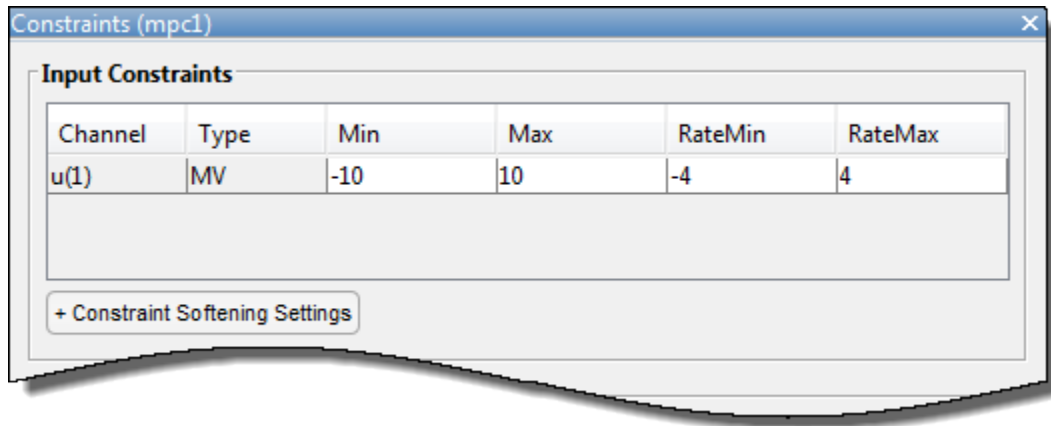 Constraints (mpc1)
Input Constraints
Channel Type Min Max RateMin RateMax
u(1) MV -10 10 -4 4
+ Constraint Softening Settings